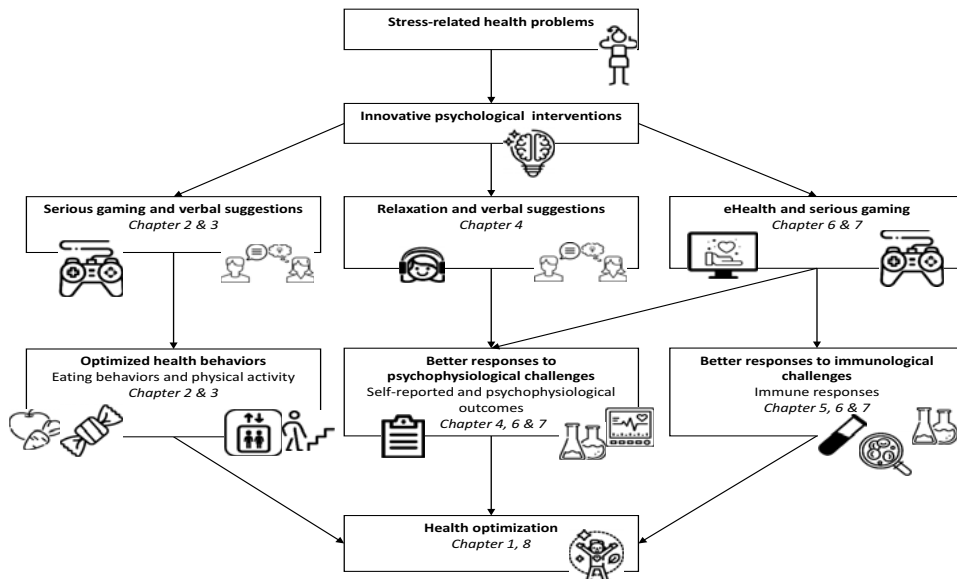 Stress-related health problems
Innovative psychological interventions
Serious gaming and verbal suggestions
Chapter 2 & 3
Relaxation and verbal suggestions
Chapter 4
eHealth and serious gaming
Chapter 6 & 7
Optimized health behaviors
Eating behaviors and physical activity
Chapter 2 & 3
Better responses to
psychophysiological challenges
Self-reported and psychophysiological
outcomes
Chapter 4, 6 & 7
Better responses to immunological
challenges
Immune responses
Chapter 5, 6 & 7
Health optimization
Chapter 1, 8